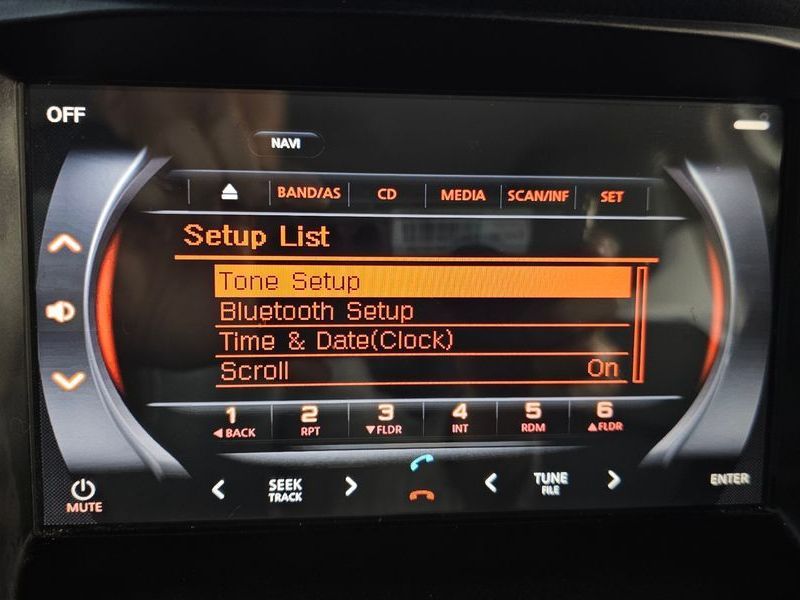 OFF
NAVI
BAND/AS CD MEDIA SCAN/INF SET
Setup List
Tone Setup
Bluetooth Setup
Time & Date(Clock)
Scroll On
1 2 3 4 5 6
◀BACK RPT ▼FLDR INT RDM ▲FLDR
SEEK TUNE ENTER
TRACK FILE
MUTE